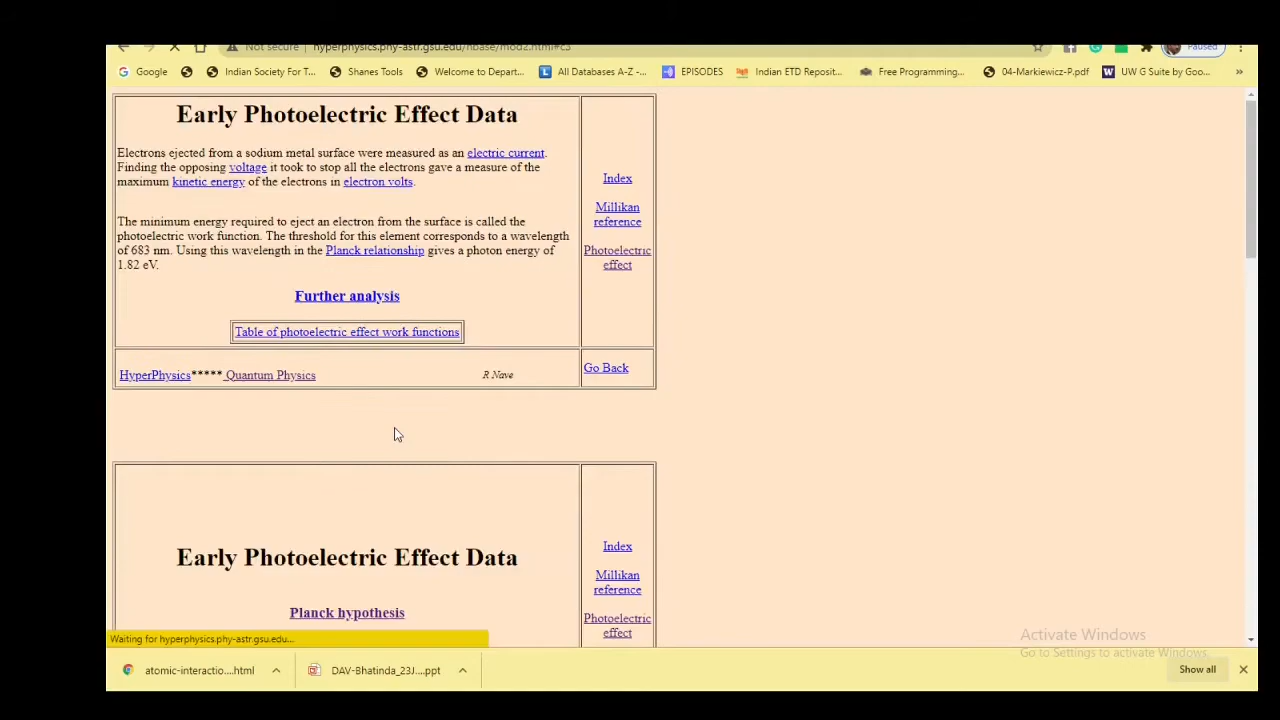 Not secure hyperphysics.phy-astr.gsu.edu/hbase/mod2.html#c3 Paused
Google Indian Society For T... Shanes Tools Welcome to Depart... All Databases A-Z -... EPISODES Indian ETD Reposit... Free Programming... 04-Markiewicz-P.pdf UW G Suite by Goo... »
Early Photoelectric Effect Data
Electrons ejected from a sodium metal surface were measured as an electric current.
Finding the opposing voltage it took to stop all the electrons gave a measure of the
maximum kinetic energy of the electrons in electron volts.
The minimum energy required to eject an electron from the surface is called the
photoelectric work function. The threshold for this element corresponds to a wavelength
of 683 nm. Using this wavelength in the Planck relationship gives a photon energy of
1.82 eV.
Further analysis
Table of photoelectric effect work functions
Index
Millikan
reference
Photoelectric
effect
HyperPhysics***** Quantum Physics
R Nave
Go Back
Early Photoelectric Effect Data
Planck hypothesis
Index
Millikan
reference
Photoelectric
effect
Waiting for hyperphysics.phy-astr.gsu.edu...
Activate Windows
Go to Settings to activate Windows.
atomic-interactio....html
DAV-Bhatinda_23J....ppt
Show all